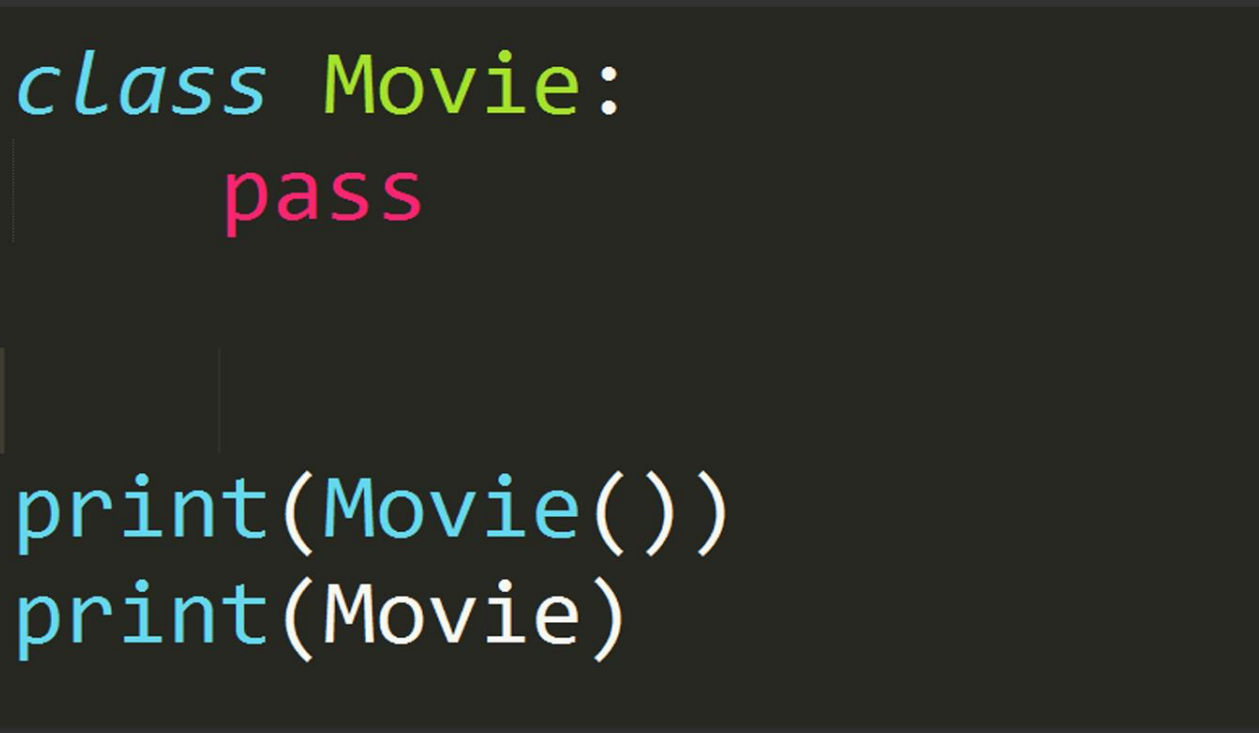 class Movie:
    pass
print(Movie())
print(Movie)